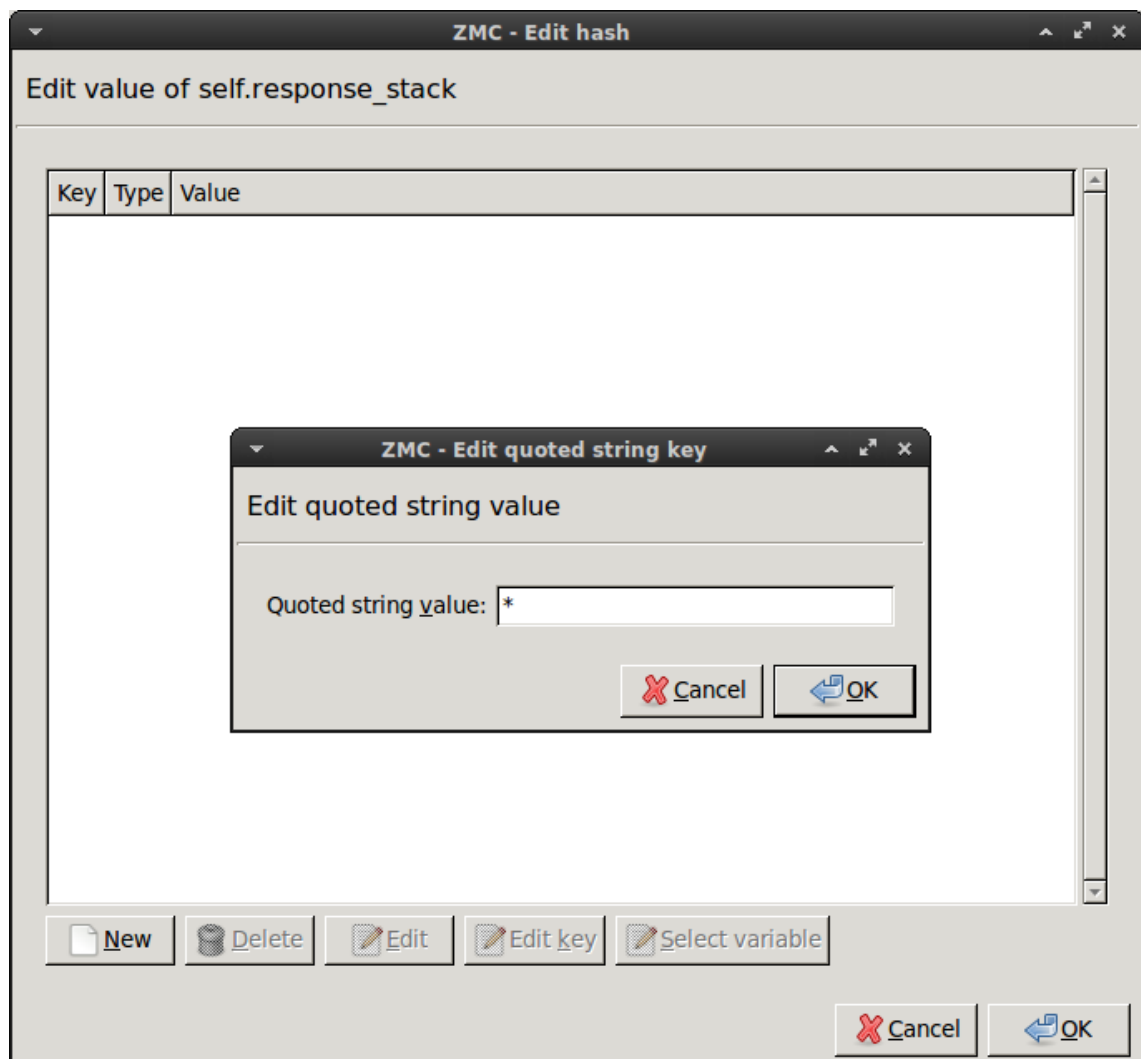 ZMC - Edit hash
Edit value of self.response_stack
Key Type Value
ZMC - Edit quoted string key
Edit quoted string value
Quoted string value: *
Cancel OK
New Delete Edit Edit key Select variable
Cancel OK